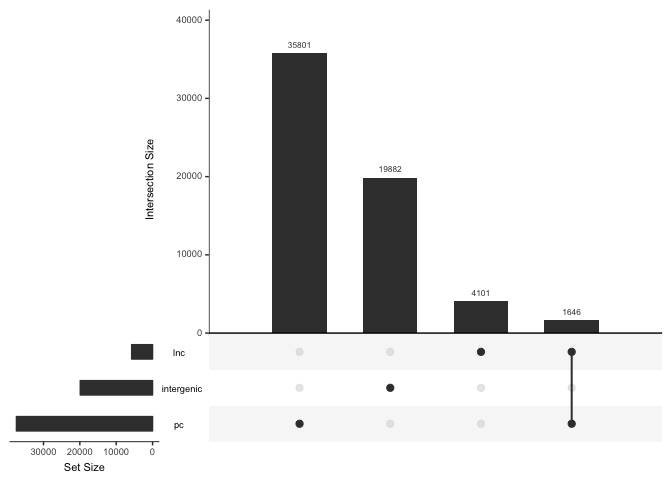 40000
35801
30000
Intersection Size
20000
19882
10000
4101
1646
0
lnc
intergenic
pc
30000 20000 10000 0
Set Size